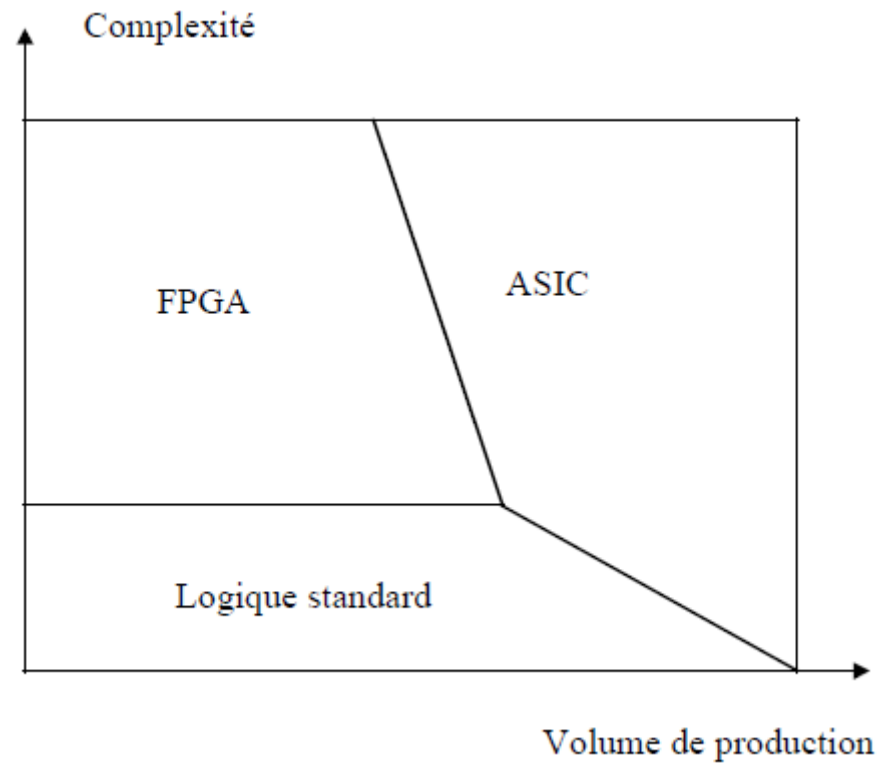 Complexité
ASIC
FPGA
Logique standard
Volume de production